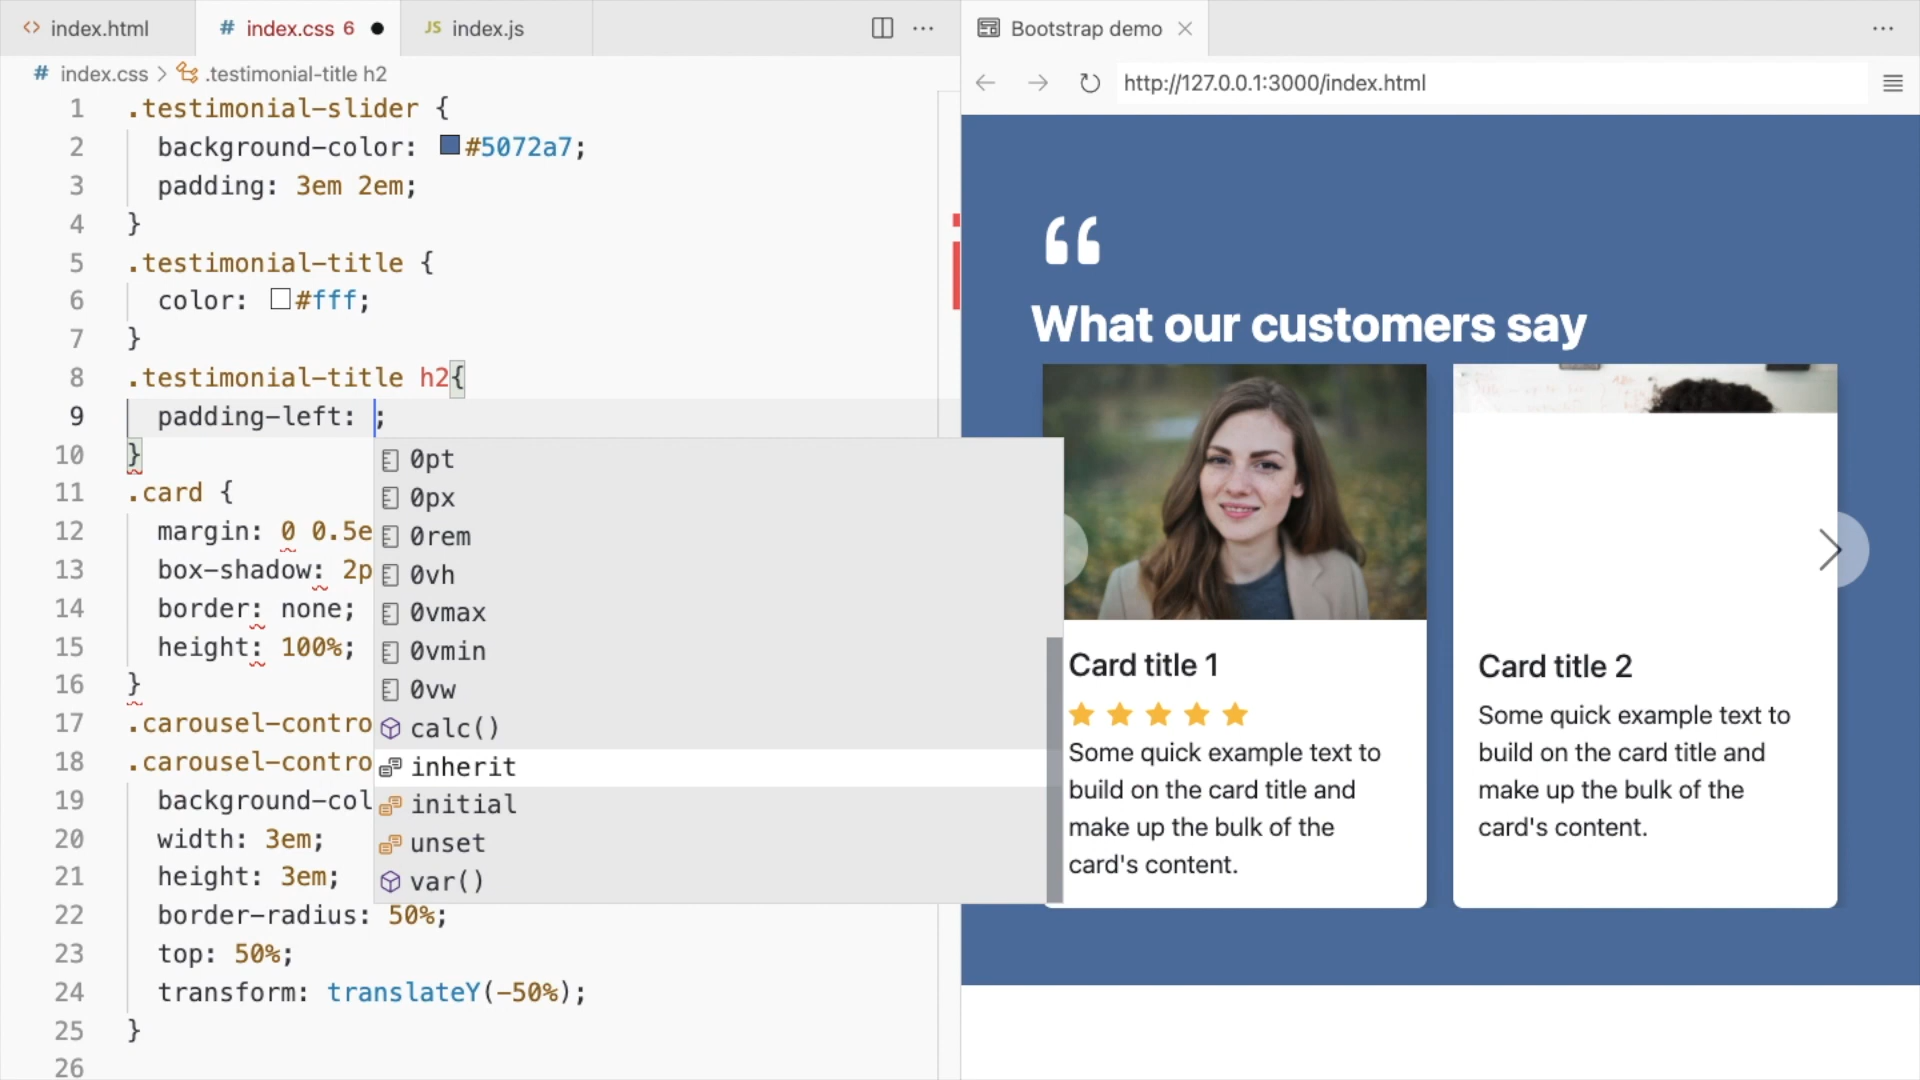 index.html
index.css 6
JS index.js
# index.css > .testimonial-title h2
1 .testimonial-slider {
2 background-color: #5072a7;
3 padding: 3em 2em;
4 }
5 .testimonial-title {
6 color: #fff;
7 }
8 .testimonial-title h2{
9 padding-left: ;
10 }
11 .card {
12 margin: 0 0.5e
13 box-shadow: 2p
14 border: none;
15 height: 100%;
16 }
17 .carousel-contro
18 .carousel-contro
19 background-col
20 width: 3em;
21 height: 3em;
22 border-radius: 50%;
23 top: 50%;
24 transform: translateY(-50%);
25 }
26
0pt
0px
0rem
0vh
0vmax
0vmin
0vw
calc()
inherit
initial
unset
var()
Bootstrap demo
http://127.0.0.1:3000/index.html
“
What our customers say
Card title 1
Some quick example text to
build on the card title and
make up the bulk of the
card's content.
Card title 2
Some quick example text to
build on the card title and
make up the bulk of the
card's content.